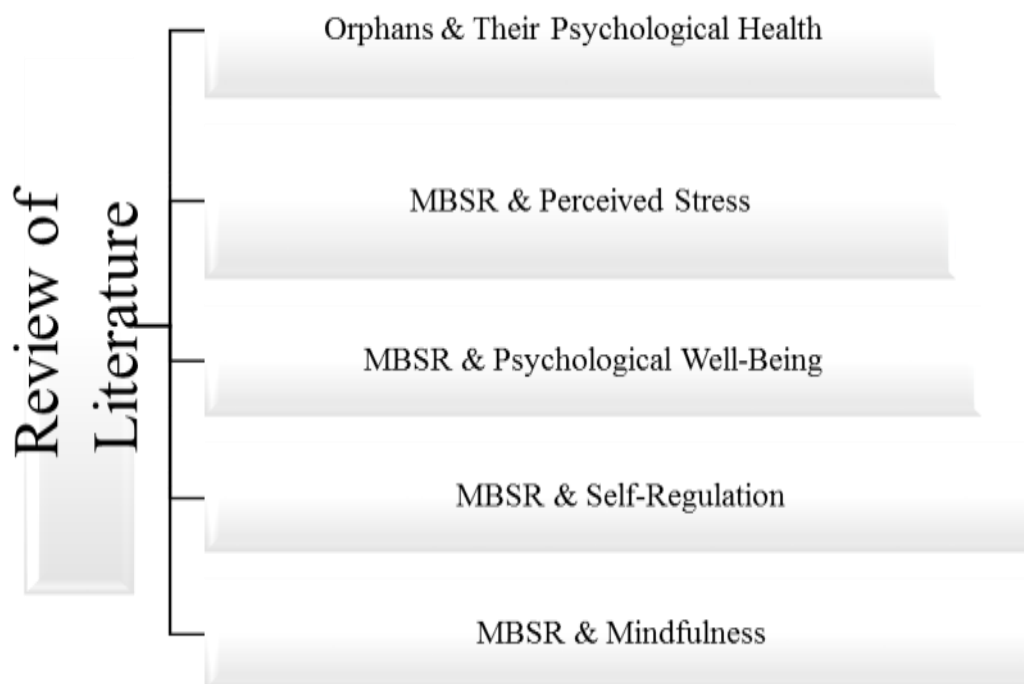 Review of
Literature
Orphans & Their Psychological Health
MBSR & Perceived Stress
MBSR & Psychological Well-Being
MBSR & Self-Regulation
MBSR & Mindfulness